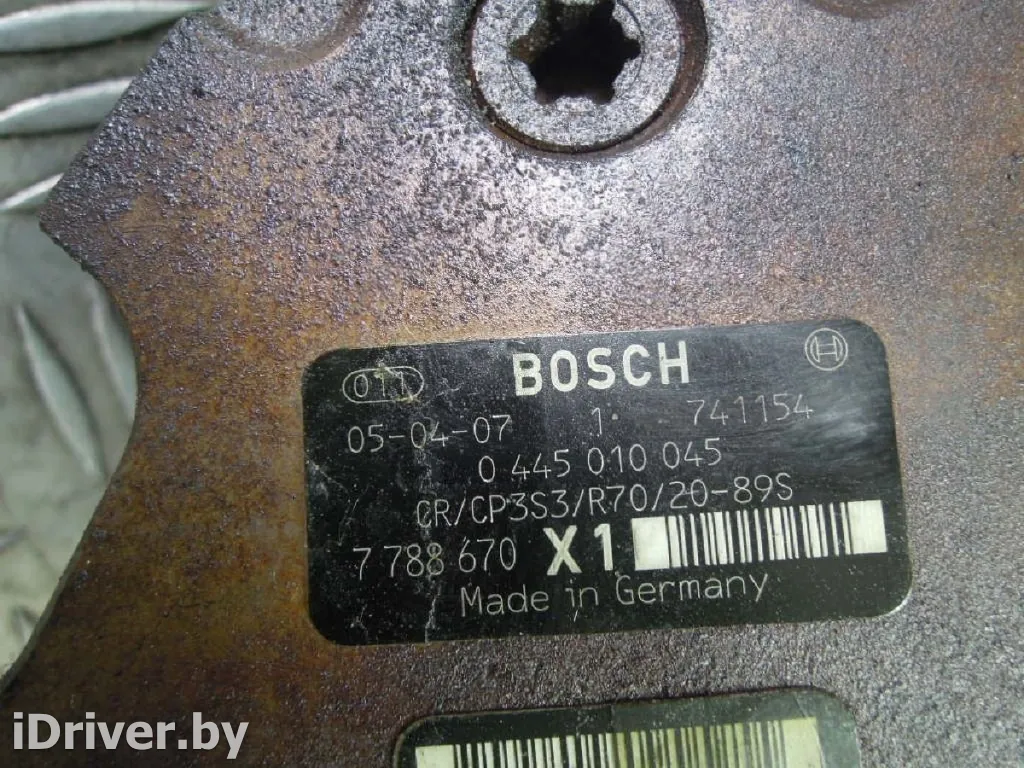 BOSCH
011
05-04-07 1 741154
0 445 010 045
CR/CP3S3/R70/20-89S
7 788 670 X1
Made in Germany
iDriver.by